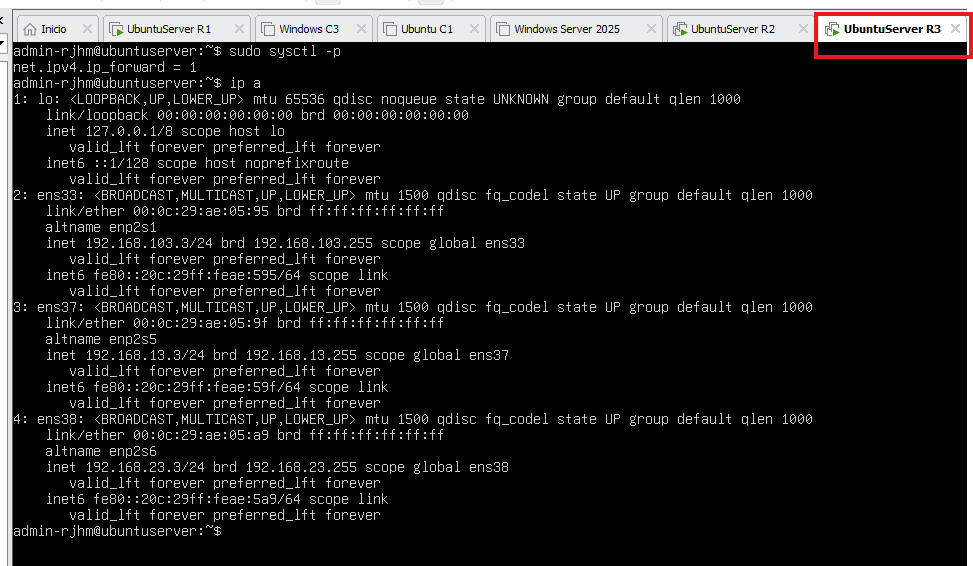 Inicio UbuntuServer R1 Windows C3 Ubuntu C1 Windows Server 2025 UbuntuServer R2 UbuntuServer R3
admin-rjhm@ubuntuserver:~$ sudo sysctl -p
net.ipv4.ip_forward = 1
admin-rjhm@ubuntuserver:~$ ip a
1: lo: <LOOPBACK,UP,LOWER_UP> mtu 65536 qdisc noqueue state UNKNOWN group default qlen 1000
    link/loopback 00:00:00:00:00:00 brd 00:00:00:00:00:00
    inet 127.0.0.1/8 scope host lo
       valid_lft forever preferred_lft forever
    inet6 ::1/128 scope host noprefixroute
       valid_lft forever preferred_lft forever
2: ens33: <BROADCAST,MULTICAST,UP,LOWER_UP> mtu 1500 qdisc fq_codel state UP group default qlen 1000
    link/ether 00:0c:29:ae:05:95 brd ff:ff:ff:ff:ff:ff
    altname enp2s1
    inet 192.168.103.3/24 brd 192.168.103.255 scope global ens33
       valid_lft forever preferred_lft forever
    inet6 fe80::20c:29ff:feae:595/64 scope link
       valid_lft forever preferred_lft forever
3: ens37: <BROADCAST,MULTICAST,UP,LOWER_UP> mtu 1500 qdisc fq_codel state UP group default qlen 1000
    link/ether 00:0c:29:ae:05:9f brd ff:ff:ff:ff:ff:ff
    altname enp2s5
    inet 192.168.13.3/24 brd 192.168.13.255 scope global ens37
       valid_lft forever preferred_lft forever
    inet6 fe80::20c:29ff:feae:59f/64 scope link
       valid_lft forever preferred_lft forever
4: ens38: <BROADCAST,MULTICAST,UP,LOWER_UP> mtu 1500 qdisc fq_codel state UP group default qlen 1000
    link/ether 00:0c:29:ae:05:a9 brd ff:ff:ff:ff:ff:ff
    altname enp2s6
    inet 192.168.23.3/24 brd 192.168.23.255 scope global ens38
       valid_lft forever preferred_lft forever
    inet6 fe80::20c:29ff:feae:5a9/64 scope link
       valid_lft forever preferred_lft forever
admin-rjhm@ubuntuserver:~$